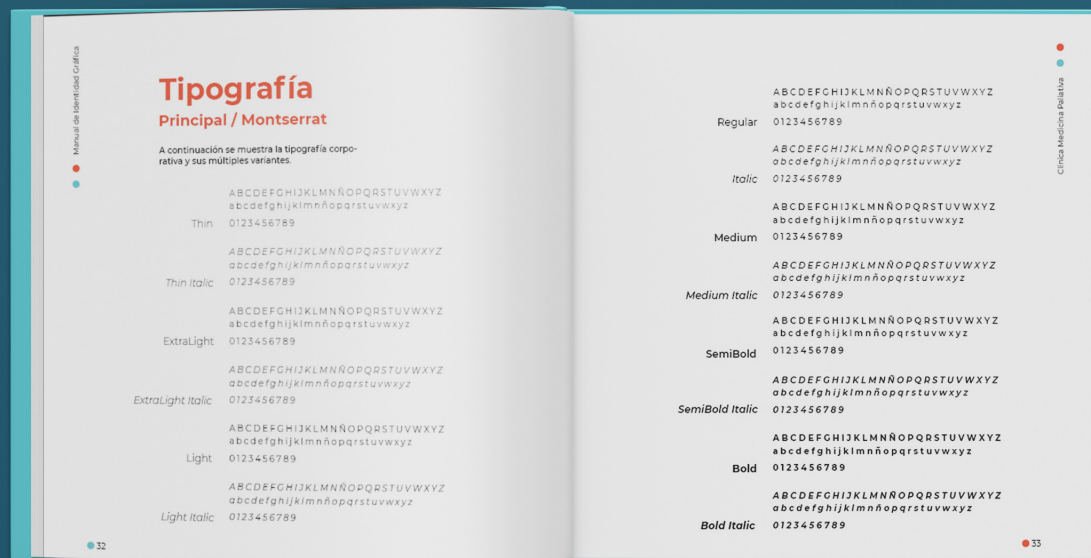 Manual de Identidad Gráfica
Tipografía
Principal / Montserrat
A continuación se muestra la tipografía corpo-
rativa y sus múltiples variantes.
ABCDEFGHIJKLMNÑOPQRSTUVWXYZ
abcdefghijklmnñopqrstuvwxyz
Thin 0123456789
ABCDEFGHIJKLMNÑOPQRSTUVWXYZ
abcdefghijklmnñopqrstuvwxyz
Thin Italic 0123456789
ABCDEFGHIJKLMNÑOPQRSTUVWXYZ
abcdefghijklmnñopqrstuvwxyz
ExtraLight 0123456789
ABCDEFGHIJKLMNÑOPQRSTUVWXYZ
abcdefghijklmnñopqrstuvwxyz
ExtraLight Italic 0123456789
ABCDEFGHIJKLMNÑOPQRSTUVWXYZ
abcdefghijklmnñopqrstuvwxyz
Light 0123456789
ABCDEFGHIJKLMNÑOPQRSTUVWXYZ
abcdefghijklmnñopqrstuvwxyz
Light Italic 0123456789
32
ABCDEFGHIJKLMNÑOPQRSTUVWXYZ
abcdefghijklmnñopqrstuvwxyz
Regular 0123456789
ABCDEFGHIJKLMNÑOPQRSTUVWXYZ
abcdefghijklmnñopqrstuvwxyz
Italic 0123456789
ABCDEFGHIJKLMNÑOPQRSTUVWXYZ
abcdefghijklmnñopqrstuvwxyz
Medium 0123456789
ABCDEFGHIJKLMNÑOPQRSTUVWXYZ
abcdefghijklmnñopqrstuvwxyz
Medium Italic 0123456789
ABCDEFGHIJKLMNÑOPQRSTUVWXYZ
abcdefghijklmnñopqrstuvwxyz
SemiBold 0123456789
ABCDEFGHIJKLMNÑOPQRSTUVWXYZ
abcdefghijklmnñopqrstuvwxyz
SemiBold Italic 0123456789
ABCDEFGHIJKLMNÑOPQRSTUVWXYZ
abcdefghijklmnñopqrstuvwxyz
Bold 0123456789
ABCDEFGHIJKLMNÑOPQRSTUVWXYZ
abcdefghijklmnñopqrstuvwxyz
Bold Italic 0123456789
Clínica Medicina Paliativa
33